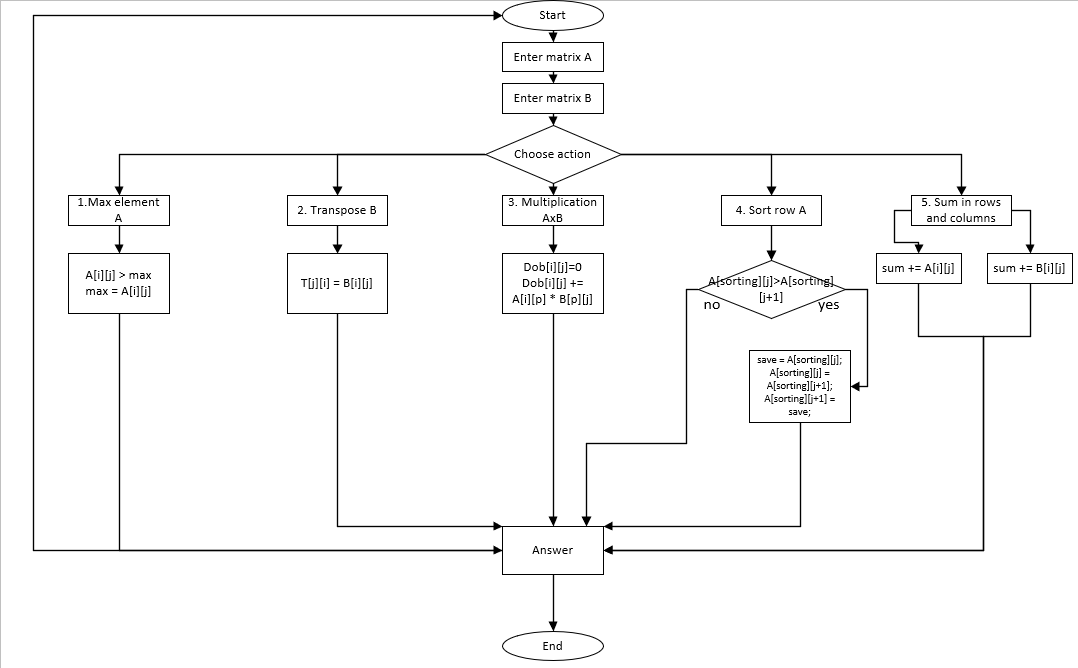 Start
Enter matrix A
Enter matrix B
Choose action
1.Max element
A
2. Transpose B
3. Multiplication
AxB
4. Sort row A
5. Sum in rows
and columns
A[i][j] > max
max = A[i][j]
T[j][i] = B[i][j]
Dob[i][j]=0
Dob[i][j] +=
A[i][p] * B[p][j]
A[sorting][j]>A[sorting]
[j+1]
no
yes
sum += A[i][j]
sum += B[i][j]
save = A[sorting][j];
A[sorting][j] =
A[sorting][j+1];
A[sorting][j+1] =
save;
Answer
End